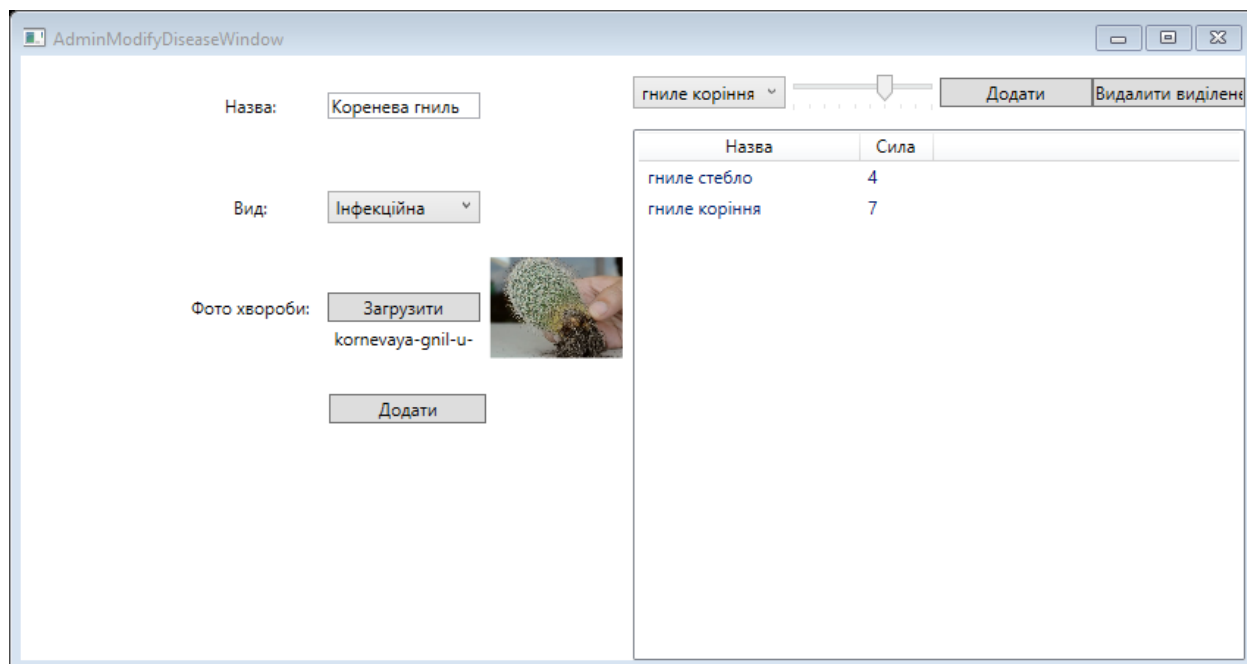 AdminModifyDiseaseWindow
Назва: Коренева гниль
Вид: Інфекційна
Фото хвороби: Загрузити
kornevaya-gnil-u-
Додати
гниле коріння Додати Видалити виділене
Назва Сила
гниле стебло 4
гниле коріння 7